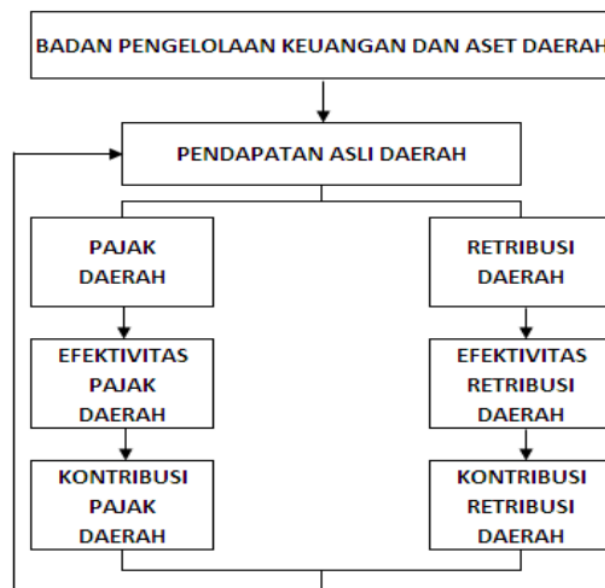 BADAN PENGELOLAAN KEUANGAN DAN ASET DAERAH
PENDAPATAN ASLI DAERAH
PAJAK
DAERAH
RETRIBUSI
DAERAH
EFEKTIVITAS
PAJAK
DAERAH
EFEKTIVITAS
RETRIBUSI
DAERAH
KONTRIBUSI
PAJAK
DAERAH
KONTRIBUSI
RETRIBUSI
DAERAH